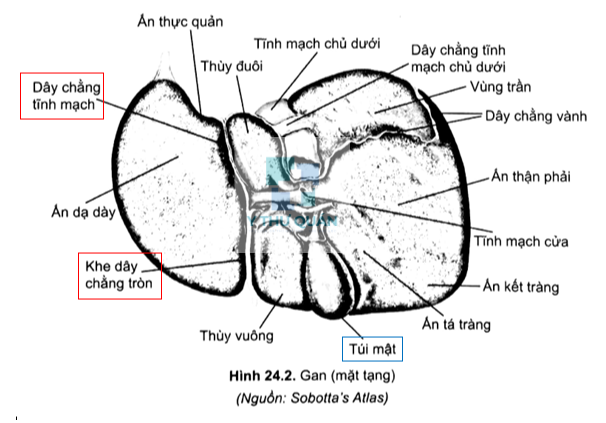 Ấn thực quản
Tĩnh mạch chủ dưới
Dây chằng tĩnh
mạch chủ dưới
Thùy đuôi
Vùng trần
Dây chằng
tĩnh mạch
Dây chằng vành
Ấn thận phải
Ấn dạ dày
Y THƯ QUÁN
Tĩnh mạch cửa
Khe dây
chằng tròn
Ấn kết tràng
Ấn tá tràng
Thùy vuông
Túi mật
Hình 24.2. Gan (mặt tạng)
(Nguồn: Sobotta's Atlas)